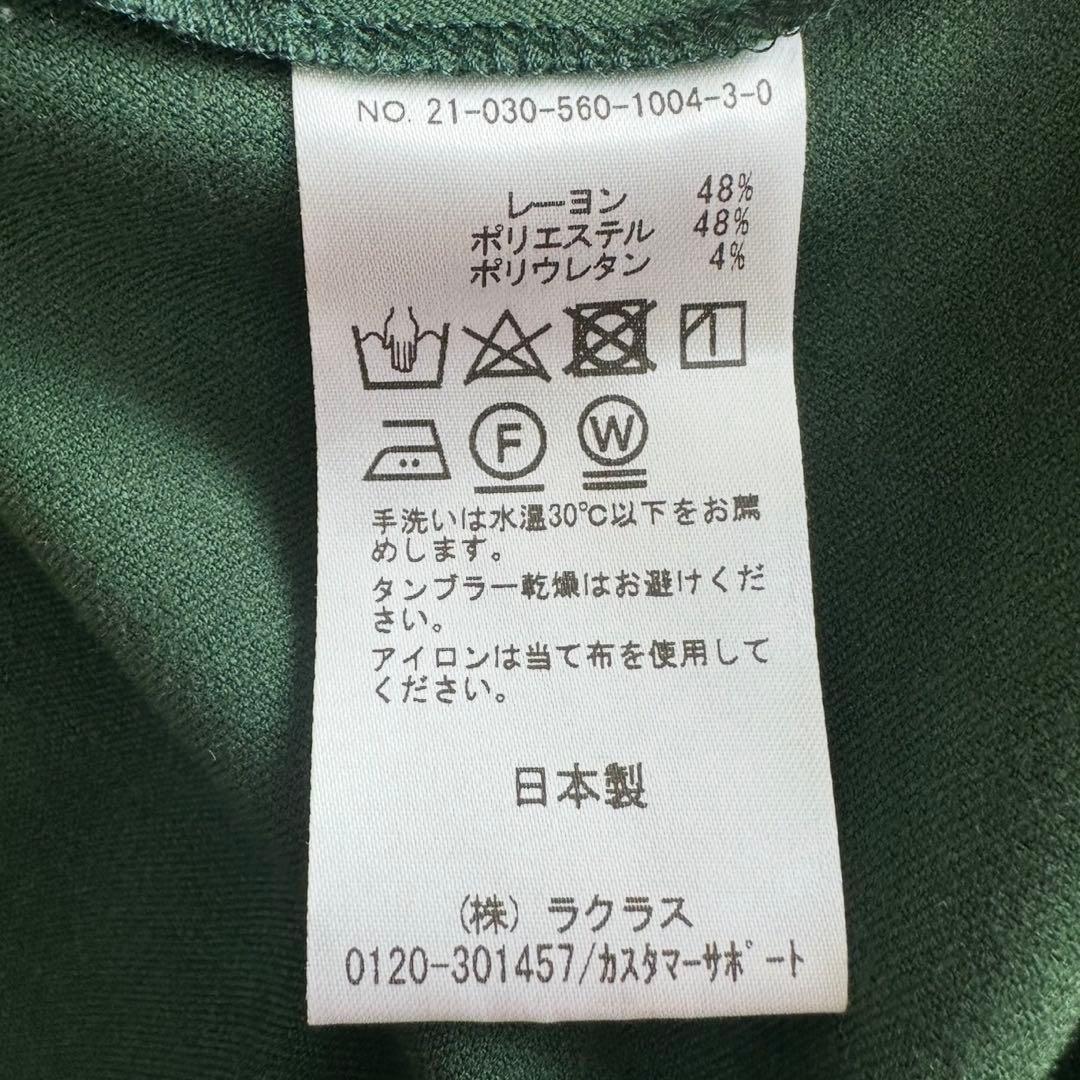 NO. 21-030-560-1004-3-0
レーヨン 48%
ポリエステル 48%
ポリウレタン 4%
F W
手洗いは水温30℃以下をお薦
めします。
タンブラー乾燥はお避けくだ
さい。
アイロンは当て布を使用して
ください。
日本製
(株) ラクラス
0120-301457/カスタマーサポート